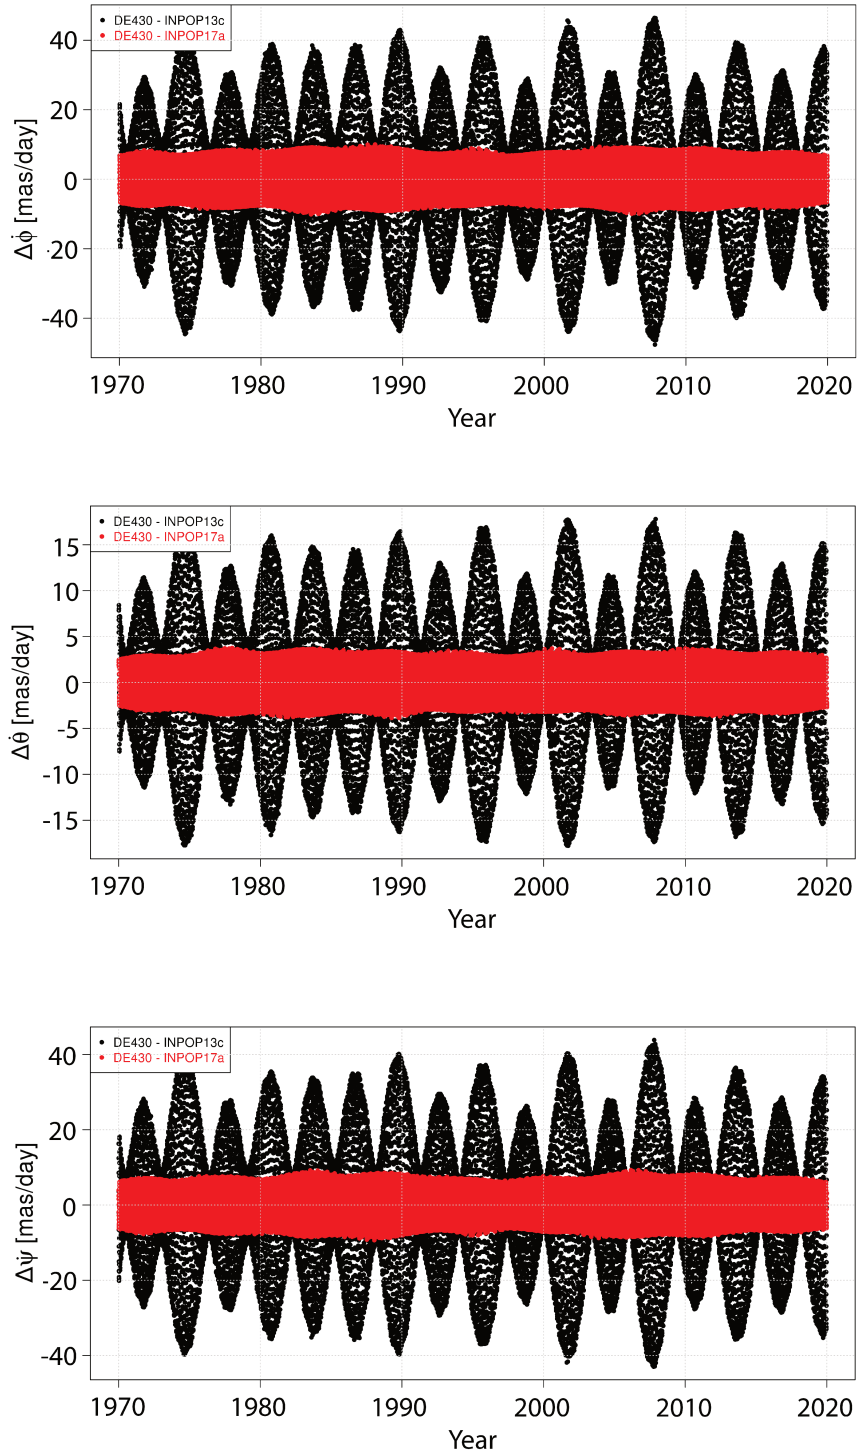 DE430 - INPOP13c
DE430 - INPOP17a
40
20
0
-20
-40
Δφ̇ [mas/day]
1970 1980 1990 2000 2010 2020
Year
DE430 - INPOP13c
DE430 - INPOP17a
15
10
5
0
-5
-10
-15
Δθ̇ [mas/day]
1970 1980 1990 2000 2010 2020
Year
DE430 - INPOP13c
DE430 - INPOP17a
40
20
0
-20
-40
Δψ̇ [mas/day]
1970 1980 1990 2000 2010 2020
Year